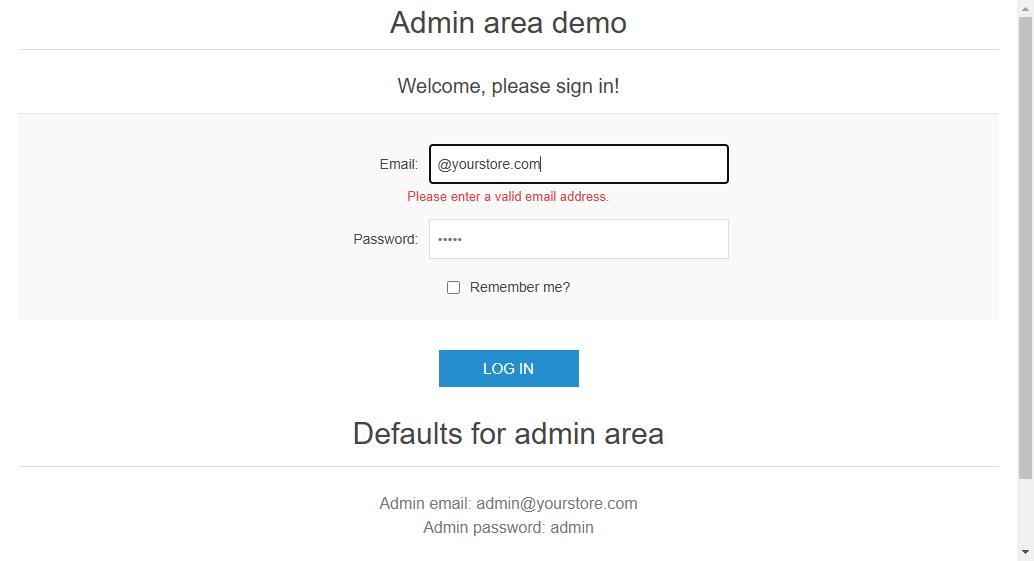 Admin area demo
Welcome, please sign in!
Email: @yourstore.com
Please enter a valid email address.
Password: •••••
Remember me?
LOG IN
Defaults for admin area
Admin email: admin@yourstore.com
Admin password: admin